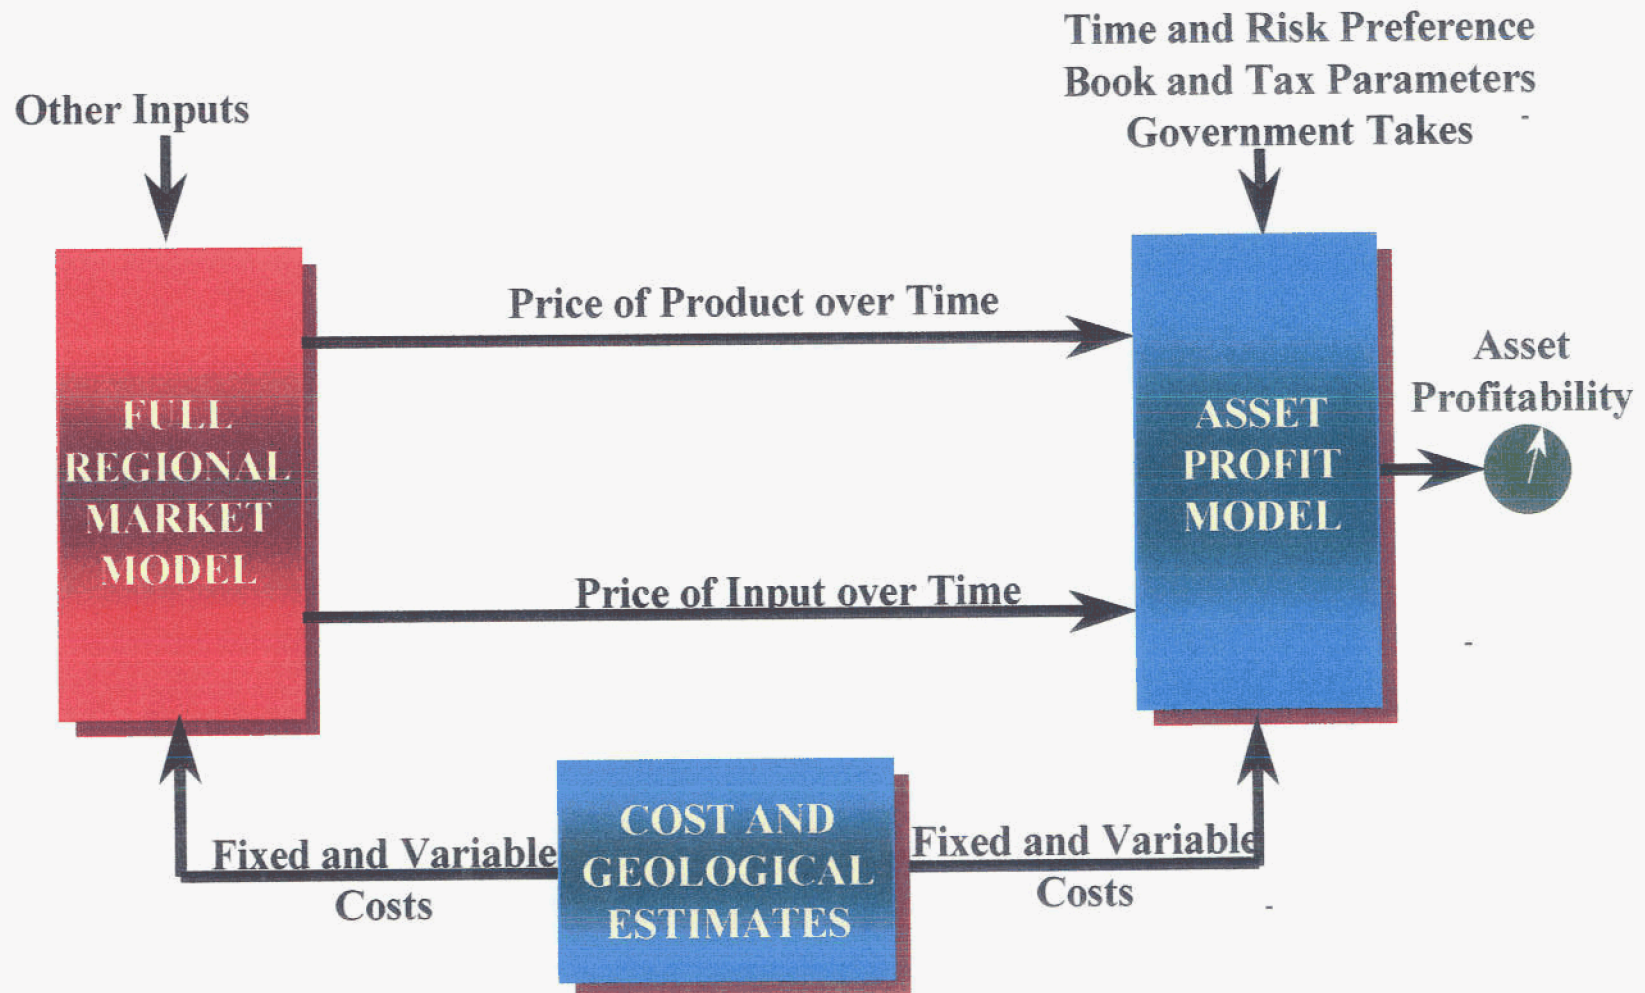 Time and Risk Preference
Book and Tax Parameters
Government Takes
Other Inputs
Price of Product over Time
Asset
Profitability
FULL
REGIONAL
MARKET
MODEL
ASSET
PROFIT
MODEL
Price of Input over Time
COST AND
GEOLOGICAL
ESTIMATES
Fixed and Variable
Costs
Fixed and Variable
Costs